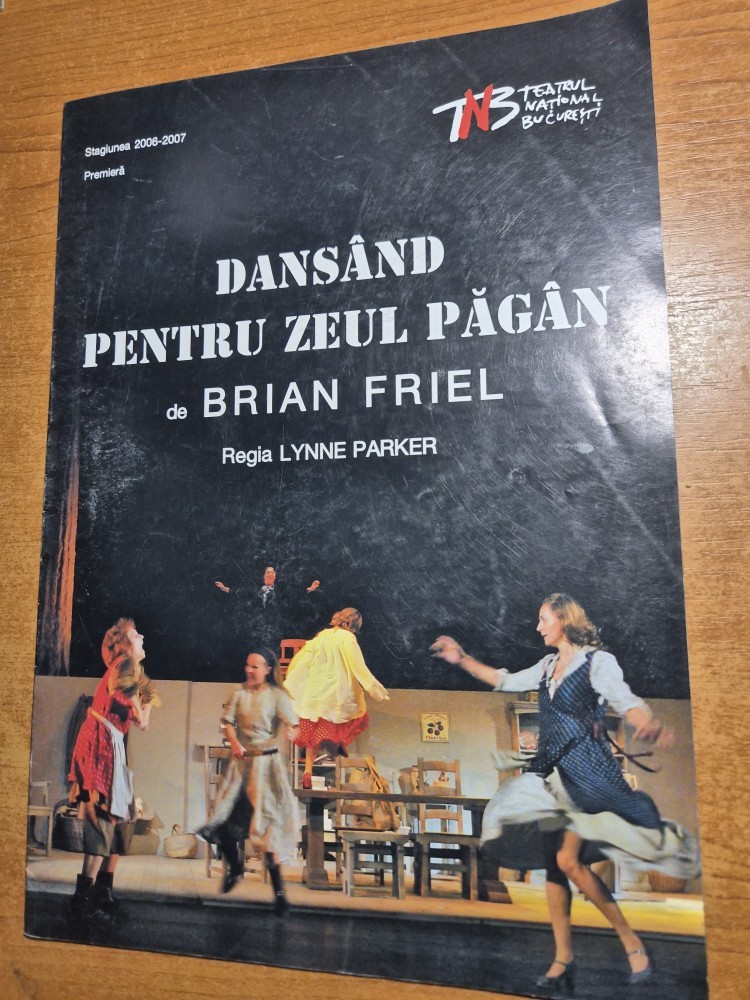 TNB TEATRUL
NAȚIONAL
BUCUREȘTI
Stagiunea 2006-2007
Premieră
DANSÂND
PENTRU ZEUL PĂGÂN
de BRIAN FRIEL
Regia LYNNE PARKER